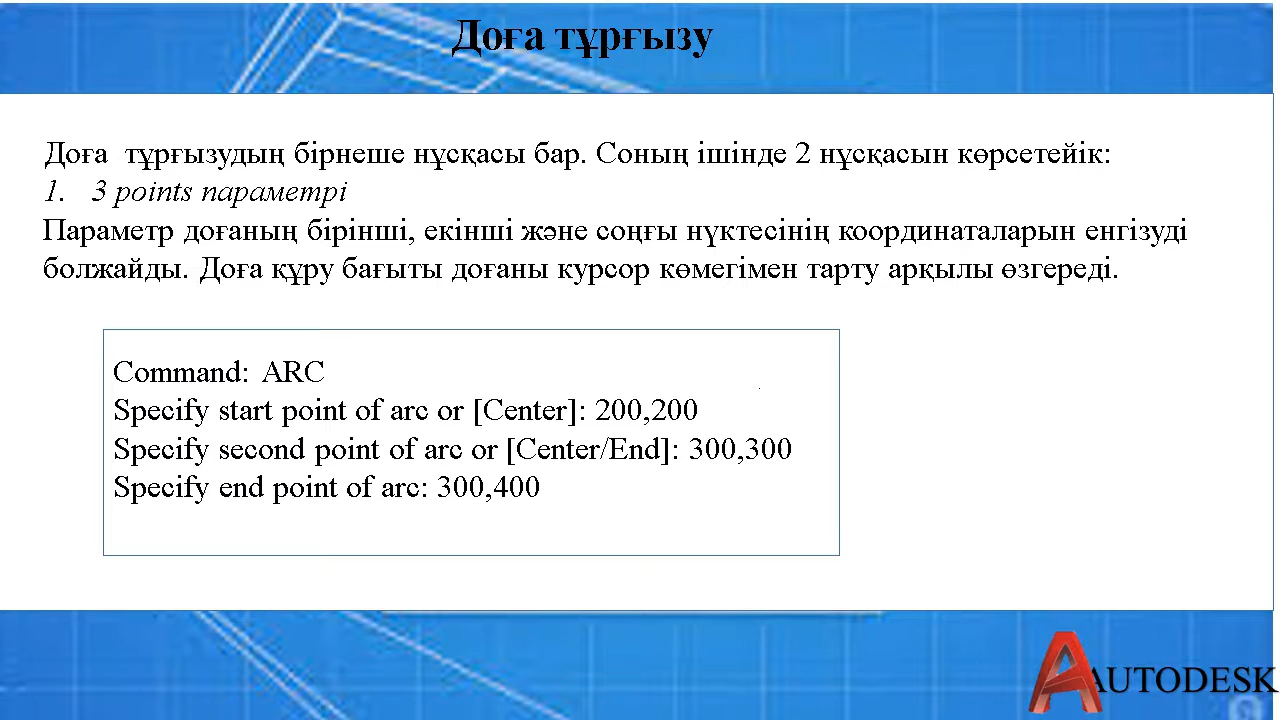 Доға тұрғызу
Доға тұрғызудың бірнеше нұсқасы бар. Соның ішінде 2 нұсқасын көрсетейік:
1. 3 points параметрі
Параметр доғаның бірінші, екінші және соңғы нүктесінің координаталарын енгізуді
болжайды. Доға құру бағыты доғаны курсор көмегімен тарту арқылы өзгереді.
Command: ARC
Specify start point of arc or [Center]: 200,200
Specify second point of arc or [Center/End]: 300,300
Specify end point of arc: 300,400
AUTODESK